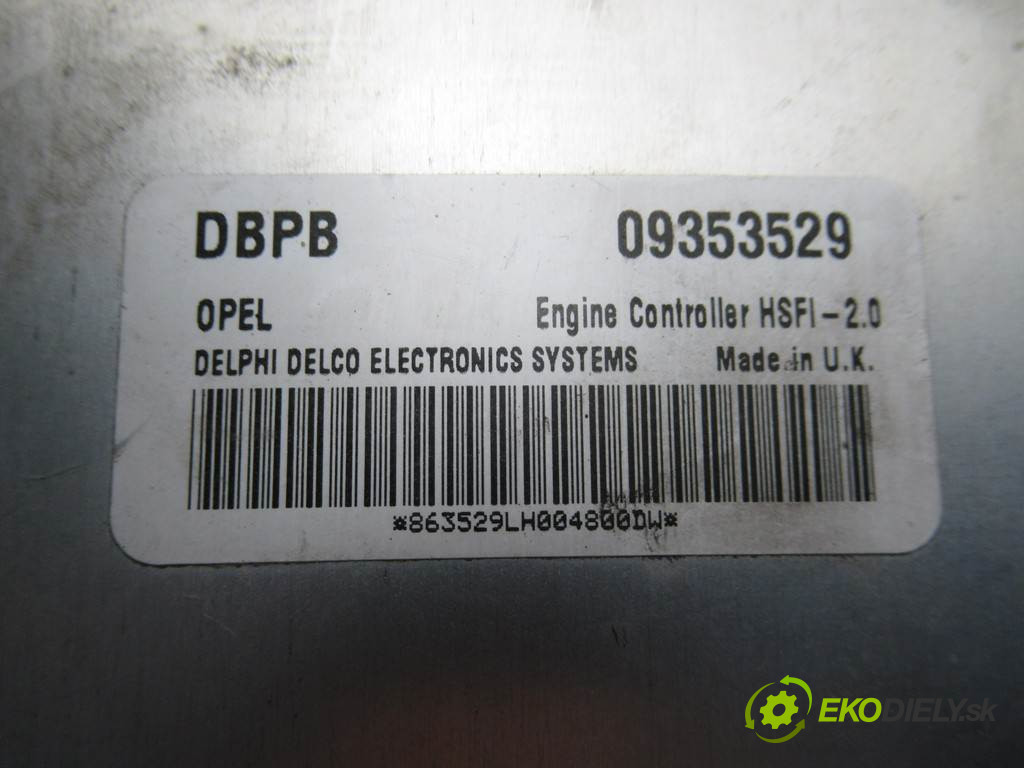 DBPB 09353529
OPEL Engine Controller HSFI-2.0
DELPHI DELCO ELECTRONICS SYSTEMS Made in U.K.
*863529LH004800DW*
EKODIELY.sk